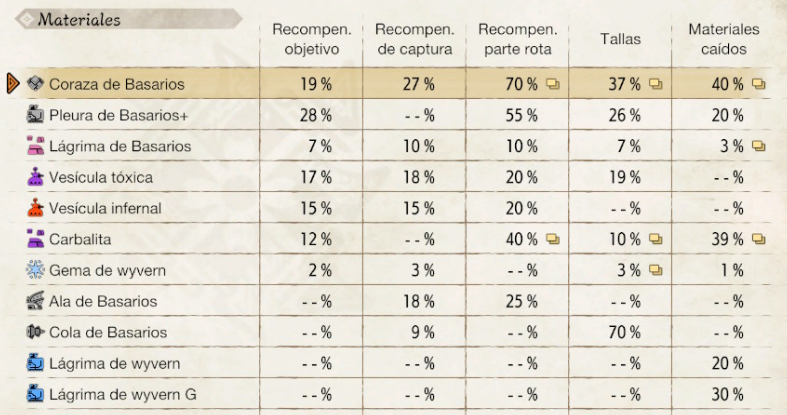 Materiales
Recompen. objetivo Recompen. de captura Recompen. parte rota Tallas Materiales caídos
Coraza de Basarios 19 % 27 % 70 % 37 % 40 %
Pleura de Basarios+ 28 % --% 55 % 26 % 20 %
Lágrima de Basarios 7 % 10 % 10 % 7 % 3 %
Vesícula tóxica 17 % 18 % 20 % 19 % --%
Vesícula infernal 15 % 15 % 20 % --% --%
Carbalita 12 % --% 40 % 10 % 39 %
Gema de wyvern 2 % 3 % --% 3 % 1 %
Ala de Basarios --% 18 % 25 % --% --%
Cola de Basarios --% 9 % --% 70 % --%
Lágrima de wyvern --% --% --% --% 20 %
Lágrima de wyvern G --% --% --% --% 30 %